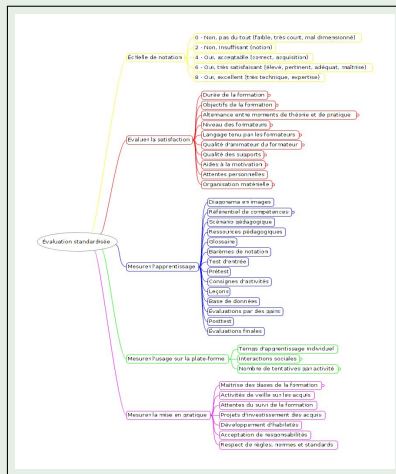 Échelle de notation
0 - Non, pas du tout (faible, très court, mal dimensionné)
2 - Non, insuffisant (notion)
4 - Oui, acceptable (correct, acquisition)
6 - Oui, très satisfaisant (élevé, pertinent, adéquat, maîtrise)
8 - Oui, excellent (très technique, expertise)
Évaluer la satisfaction
Durée de la formation
Objectifs de la formation
Alternance entre moments de théorie et de pratique
Niveau des formateurs
Langage tenu par les formateurs
Qualité d'animateur du formateur
Qualité des supports
Aides à la motivation
Attentes personnelles
Organisation matérielle
Évaluation standardisée
Mesurer l'apprentissage
Diaporama en images
Référentiel de compétences
Scénario pédagogique
Ressources pédagogiques
Glossaire
Barèmes de notation
Test d'entrée
Prétest
Consignes d'activités
Leçons
Base de données
Évaluations par des pairs
Posttest
Évaluations finales
Mesurer l'usage sur la plate-forme
Temps d'apprentissage individuel
Interactions sociales
Nombre de tentatives par activité
Mesurer la mise en pratique
Maîtrise des bases de la formation
Activités de veille sur les acquis
Attentes du suivi de la formation
Projets d'investissement des acquis
Développement d'habiletés
Acceptation de responsabilités
Respect de règles, normes et standards